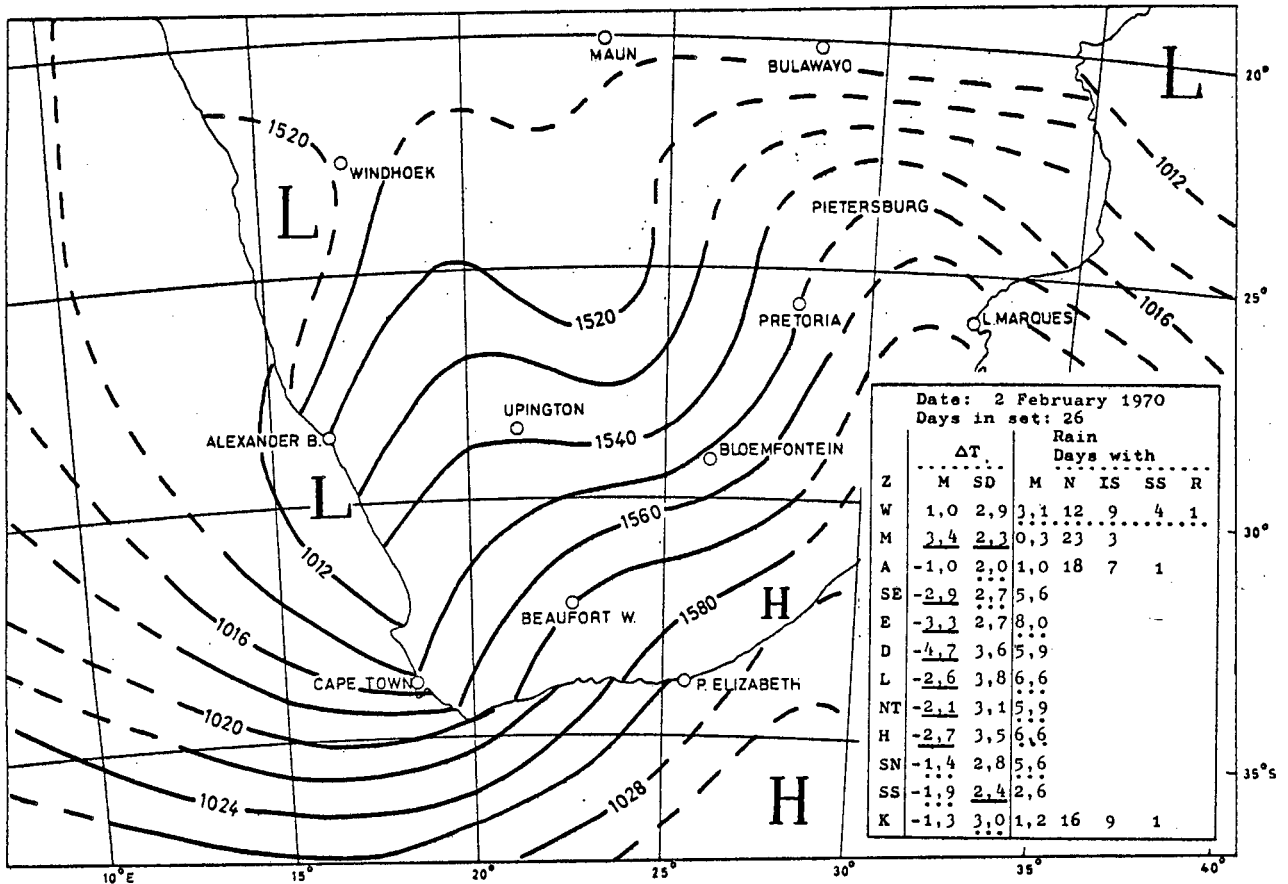 MAUN
BULAWAYO
L
20°
1520
WINDHOEK
1012
L
PIETERSBURG
25°
1520
PRETORIA
L.MARQUES
1016
UPINGTON
ALEXANDER B.
1540
BLOEMFONTEIN
L
1560
30°
1012
BEAUFORT W.
1580
H
1016
CAPE TOWN
P. ELIZABETH
1020
1024
1028
H
35°S
10°E 15° 20° 25° 30° 35° 40°
Date: 2 February 1970
Days in set: 26
Rain
ΔT. Days with
Z M SD M N IS SS R
W 1,0 2,9 3,1 12 9 4 1
M 3,4 2,3 0,3 23 3
A -1,0 2,0 1,0 18 7 1
SE -2,9 2,7 5,6
E -3,3 2,7 8,0
D -4,7 3,6 5,9
L -2,6 3,8 6,6
NT -2,1 3,1 5,9
H -2,7 3,5 6,6
SN -1,4 2,8 5,6
SS -1,9 2,4 2,6
K -1,3 3,0 1,2 16 9 1